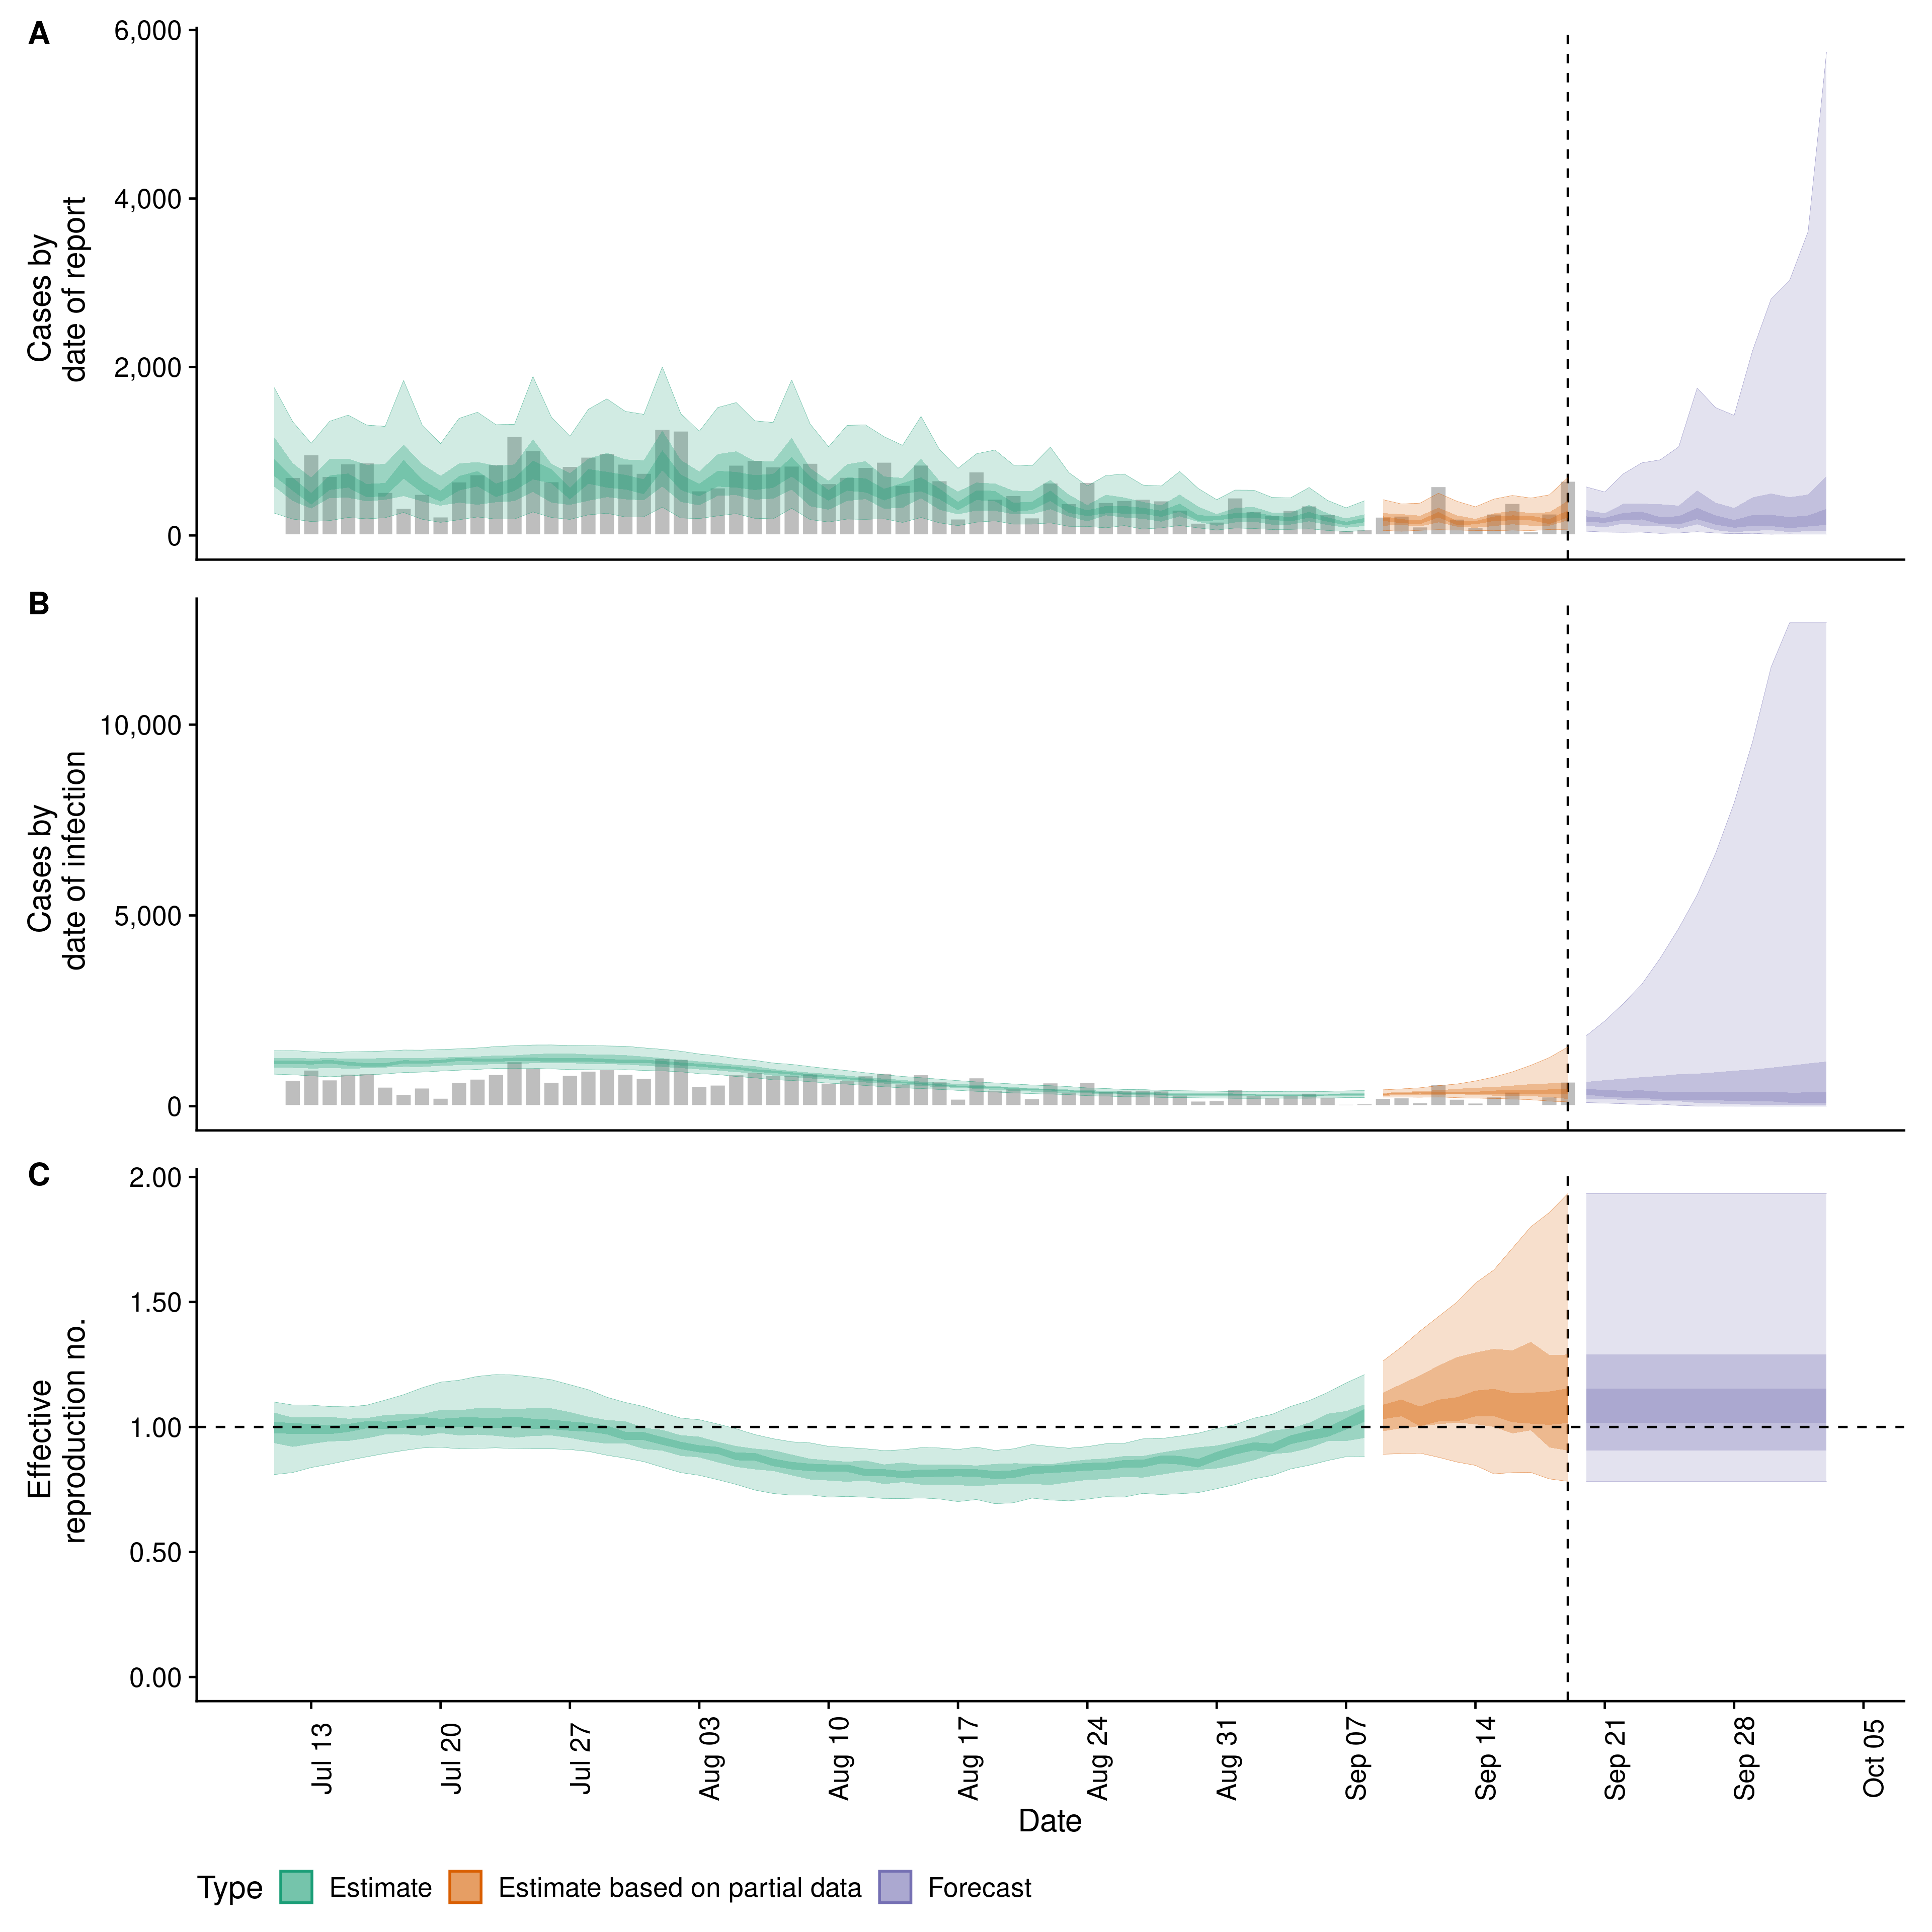 A
6,000
4,000
2,000
0
Cases by
date of report
B
10,000
5,000
0
Cases by
date of infection
C
2.00
1.50
1.00
0.50
0.00
Effective
reproduction no.
Jul 13
Jul 20
Jul 27
Aug 03
Aug 10
Aug 17
Aug 24
Aug 31
Sep 07
Sep 14
Sep 21
Sep 28
Oct 05
Date
Type Estimate Estimate based on partial data Forecast